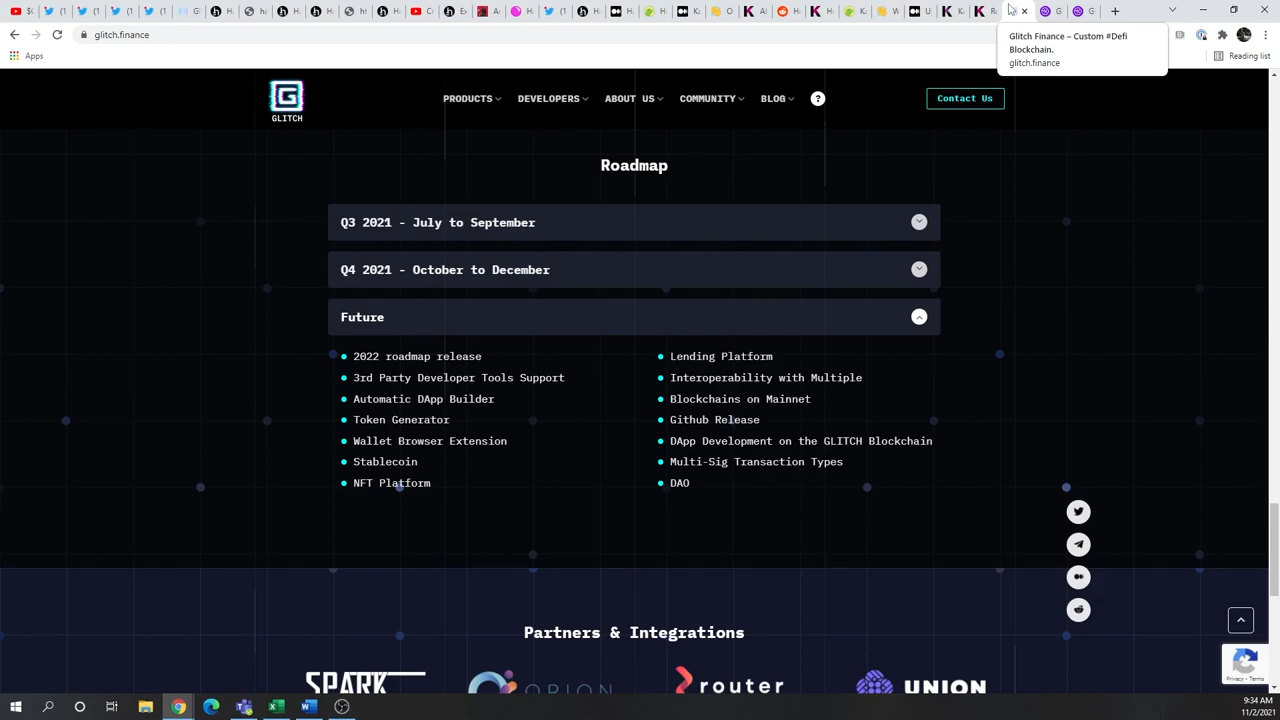 glitch.finance
Glitch Finance – Custom #Defi
Blockchain.
glitch.finance
Apps
Reading list
GLITCH
PRODUCTS
DEVELOPERS
ABOUT US
COMMUNITY
BLOG
?
Contact Us
Roadmap
Q3 2021 - July to September
Q4 2021 - October to December
Future
2022 roadmap release
3rd Party Developer Tools Support
Automatic DApp Builder
Token Generator
Wallet Browser Extension
Stablecoin
NFT Platform
Lending Platform
Interoperability with Multiple
Blockchains on Mainnet
Github Release
DApp Development on the GLITCH Blockchain
Multi-Sig Transaction Types
DAO
Partners & Integrations
SPARK
ORION
router
UNION
Privacy - Terms
9:34 AM
11/2/2021